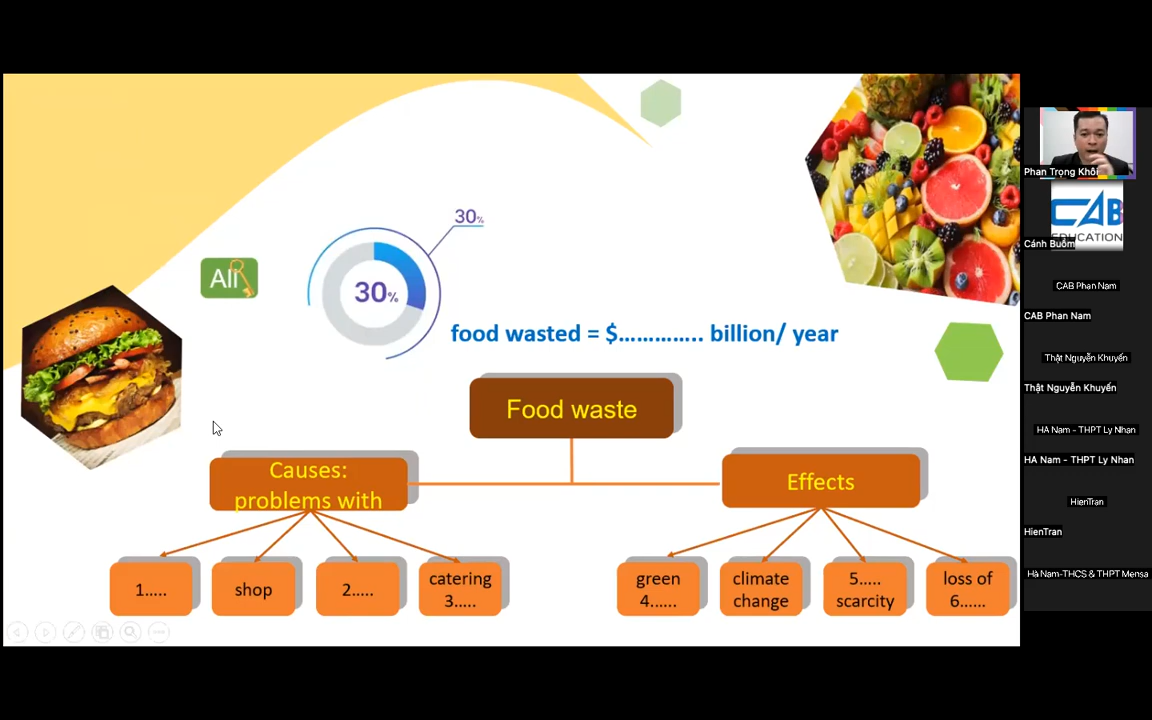 30%
All
30%
food wasted = $………….. billion/ year
Food waste
Causes:
problems with
Effects
1.....
shop
2.....
catering
3.....
green
4......
climate
change
5.....
scarcity
loss of
6......
Phan Trọng Khôi
CAB
EDUCATION
Cánh Buồm
CAB Phan Nam
CAB Phan Nam
Thật Nguyễn Khuyến
Thật Nguyễn Khuyến
HA Nam - THPT Ly Nhan
HA Nam - THPT Ly Nhan
HienTran
HienTran
Hà Nam-THCS & THPT Mensa